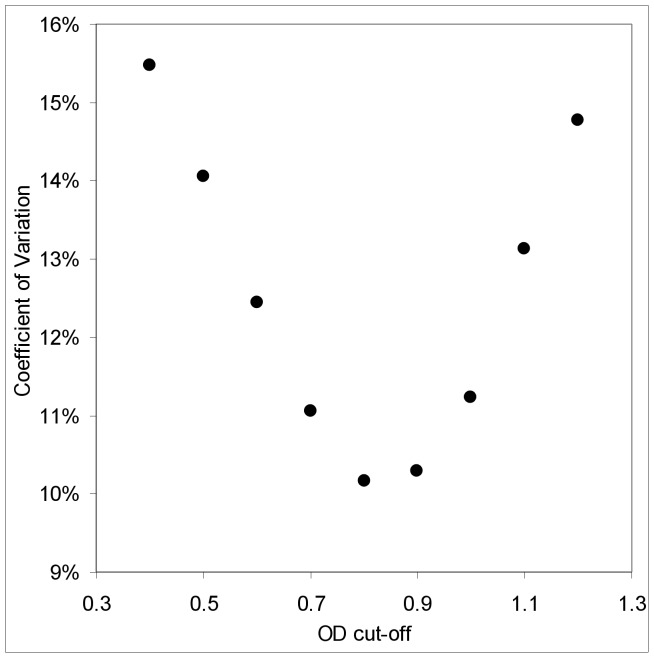 16%
15%
14%
13%
12%
11%
10%
9%
Coefficient of Variation
0.3 0.5 0.7 0.9 1.1 1.3
OD cut-off